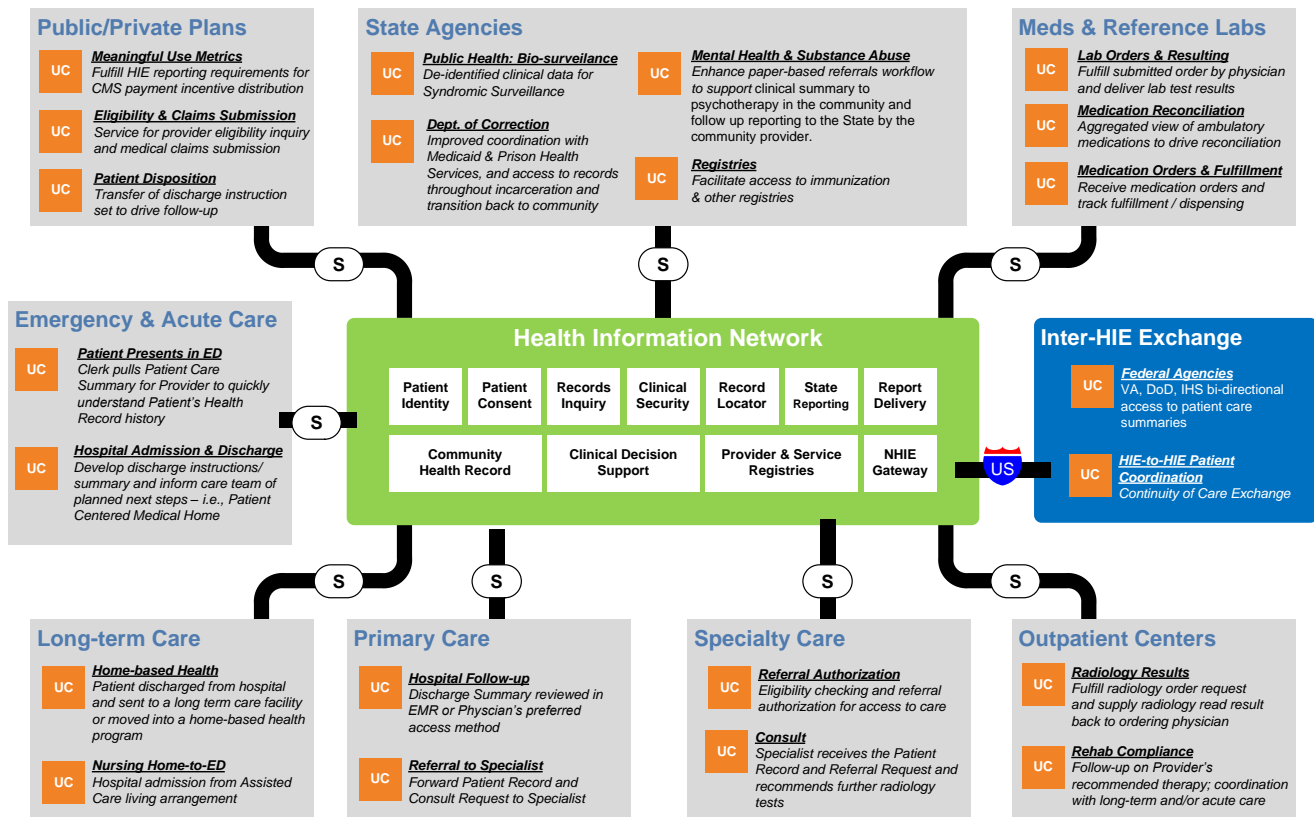 Public/Private Plans
UC
Meaningful Use Metrics
Fulfill HIE reporting requirements for
CMS payment incentive distribution
UC
Eligibility & Claims Submission
Service for provider eligibility inquiry
and medical claims submission
UC
Patient Disposition
Transfer of discharge instruction
set to drive follow-up
State Agencies
UC
Public Health: Bio-surveilance
De-identified clinical data for
Syndromic Surveillance
UC
Dept. of Correction
Improved coordination with
Medicaid & Prison Health
Services, and access to records
throughout incarceration and
transition back to community
UC
Mental Health & Substance Abuse
Enhance paper-based referrals workflow
to support clinical summary to
psychotherapy in the community and
follow up reporting to the State by the
community provider.
UC
Registries
Facilitate access to immunization
& other registries
Meds & Reference Labs
UC
Lab Orders & Resulting
Fulfill submitted order by physician
and deliver lab test results
UC
Medication Reconciliation
Aggregated view of ambulatory
medications to drive reconciliation
UC
Medication Orders & Fulfillment
Receive medication orders and
track fulfillment / dispensing
S
S
S
Emergency & Acute Care
UC
Patient Presents in ED
Clerk pulls Patient Care
Summary for Provider to quickly
understand Patient's Health
Record history
UC
Hospital Admission & Discharge
Develop discharge instructions/
summary and inform care team of
planned next steps – i.e., Patient
Centered Medical Home
S
Health Information Network
Patient
Identity
Patient
Consent
Records
Inquiry
Clinical
Security
Record
Locator
State
Reporting
Report
Delivery
Community
Health Record
Clinical Decision
Support
Provider & Service
Registries
NHIE
Gateway
US
Inter-HIE Exchange
UC
Federal Agencies
VA, DoD, IHS bi-directional
access to patient care
summaries
UC
HIE-to-HIE Patient
Coordination
Continuity of Care Exchange
S
S
S
S
Long-term Care
UC
Home-based Health
Patient discharged from hospital
and sent to a long term care facility
or moved into a home-based health
program
UC
Nursing Home-to-ED
Hospital admission from Assisted
Care living arrangement
Primary Care
UC
Hospital Follow-up
Discharge Summary reviewed in
EMR or Physcian's preferred
access method
UC
Referral to Specialist
Forward Patient Record and
Consult Request to Specialist
Specialty Care
UC
Referral Authorization
Eligibility checking and referral
authorization for access to care
UC
Consult
Specialist receives the Patient
Record and Referral Request and
recommends further radiology
tests
Outpatient Centers
UC
Radiology Results
Fulfill radiology order request
and supply radiology read result
back to ordering physician
UC
Rehab Compliance
Follow-up on Provider's
recommended therapy; coordination
with long-term and/or acute care